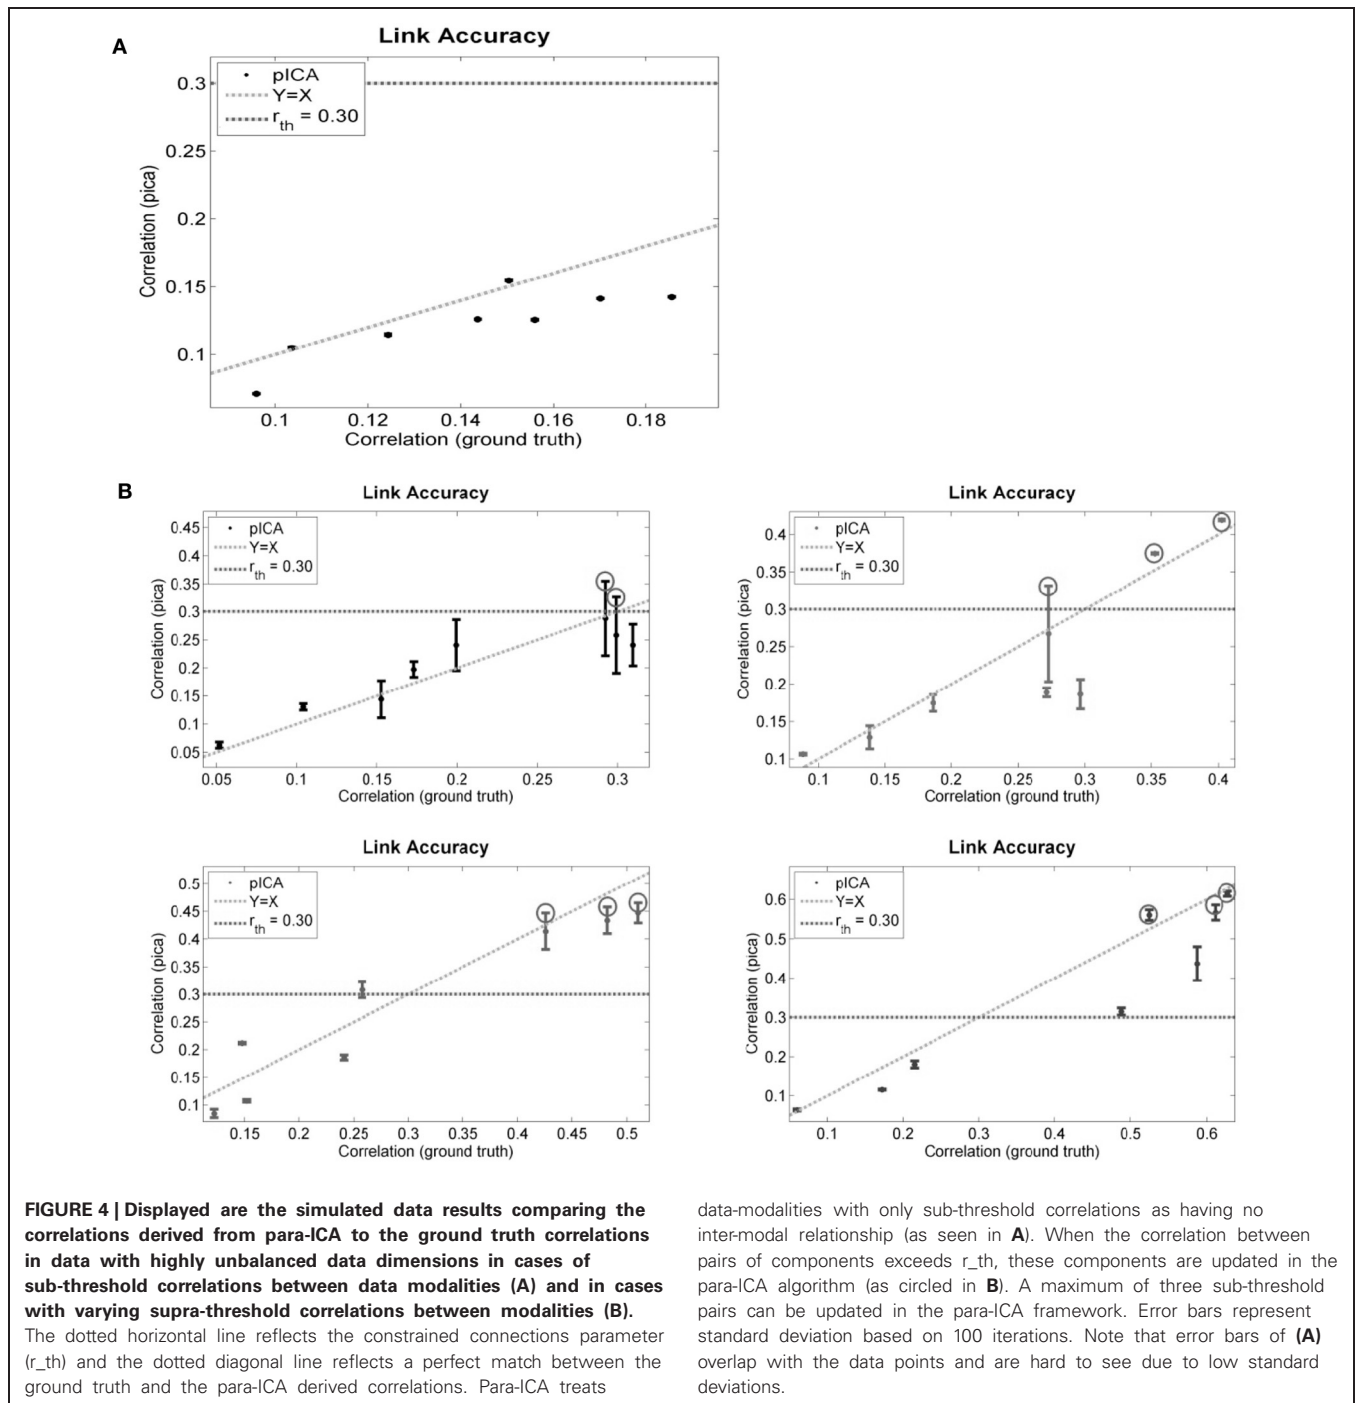 A
Link Accuracy
pICA
Y=X
r_th = 0.30
0.3
0.25
0.2
0.15
0.1
Correlation (pica)
0.1 0.12 0.14 0.16 0.18
Correlation (ground truth)
B
Link Accuracy
pICA
Y=X
r_th = 0.30
0.45
0.4
0.35
0.3
0.25
0.2
0.15
0.1
0.05
Correlation (pica)
0.05 0.1 0.15 0.2 0.25 0.3
Correlation (ground truth)
Link Accuracy
pICA
Y=X
r_th = 0.30
0.4
0.35
0.3
0.25
0.2
0.15
0.1
Correlation (pica)
0.1 0.15 0.2 0.25 0.3 0.35 0.4
Correlation (ground truth)
Link Accuracy
pICA
Y=X
r_th = 0.30
0.5
0.45
0.4
0.35
0.3
0.25
0.2
0.15
0.1
Correlation (pica)
0.15 0.2 0.25 0.3 0.35 0.4 0.45 0.5
Correlation (ground truth)
Link Accuracy
pICA
Y=X
r_th = 0.30
0.6
0.5
0.4
0.3
0.2
0.1
Correlation (pica)
0.1 0.2 0.3 0.4 0.5 0.6
Correlation (ground truth)
FIGURE 4 | Displayed are the simulated data results comparing the
correlations derived from para-ICA to the ground truth correlations
in data with highly unbalanced data dimensions in cases of
sub-threshold correlations between data modalities (A) and in cases
with varying supra-threshold correlations between modalities (B).
The dotted horizontal line reflects the constrained connections parameter
(r_th) and the dotted diagonal line reflects a perfect match between the
ground truth and the para-ICA derived correlations. Para-ICA treats
data-modalities with only sub-threshold correlations as having no
inter-modal relationship (as seen in A). When the correlation between
pairs of components exceeds r_th, these components are updated in the
para-ICA algorithm (as circled in B). A maximum of three sub-threshold
pairs can be updated in the para-ICA framework. Error bars represent
standard deviation based on 100 iterations. Note that error bars of (A)
overlap with the data points and are hard to see due to low standard
deviations.